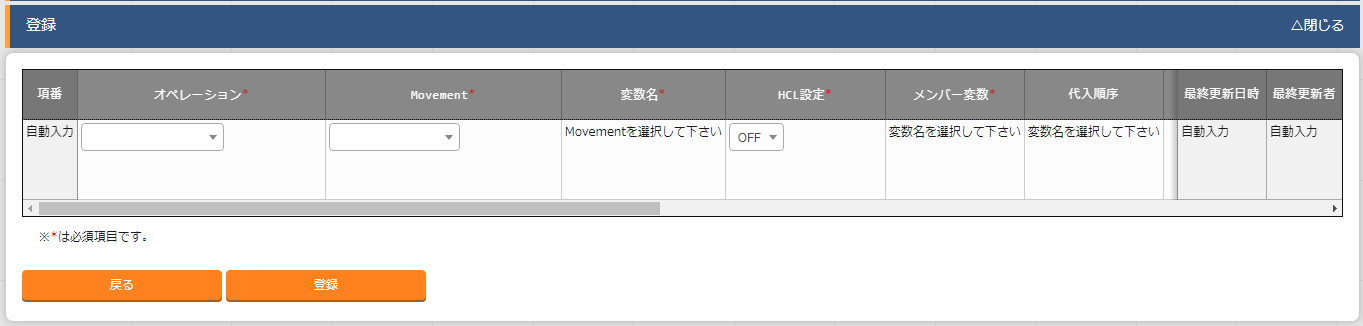 登録 △閉じる
項番 オペレーション* Movement* 変数名* HCL設定* メンバー変数* 代入順序 最終更新日時 最終更新者
自動入力 Movementを選択して下さい OFF 変数名を選択して下さい 変数名を選択して下さい 自動入力 自動入力
※*は必須項目です。
戻る 登録